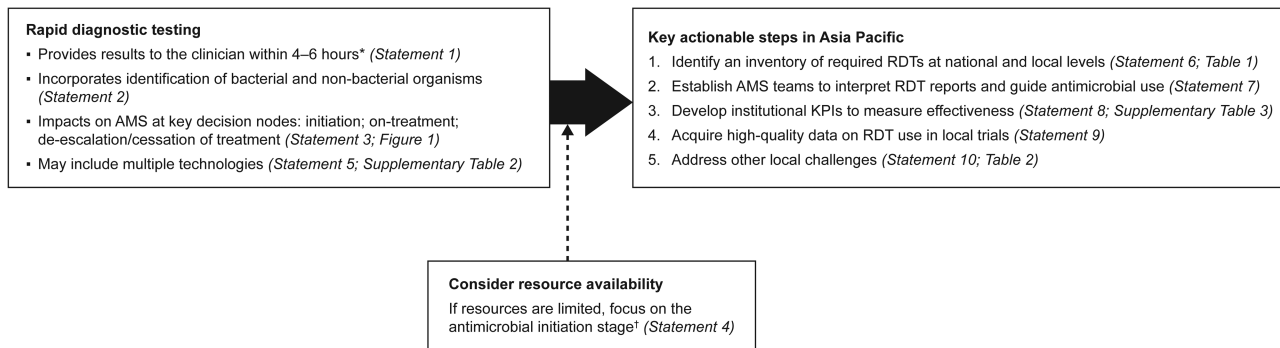 Rapid diagnostic testing
▪ Provides results to the clinician within 4–6 hours* (Statement 1)
▪ Incorporates identification of bacterial and non-bacterial organisms
(Statement 2)
▪ Impacts on AMS at key decision nodes: initiation; on-treatment;
de-escalation/cessation of treatment (Statement 3; Figure 1)
▪ May include multiple technologies (Statement 5; Supplementary Table 2)
Key actionable steps in Asia Pacific
1. Identify an inventory of required RDTs at national and local levels (Statement 6; Table 1)
2. Establish AMS teams to interpret RDT reports and guide antimicrobial use (Statement 7)
3. Develop institutional KPIs to measure effectiveness (Statement 8; Supplementary Table 3)
4. Acquire high-quality data on RDT use in local trials (Statement 9)
5. Address other local challenges (Statement 10; Table 2)
Consider resource availability
If resources are limited, focus on the
antimicrobial initiation stage† (Statement 4)